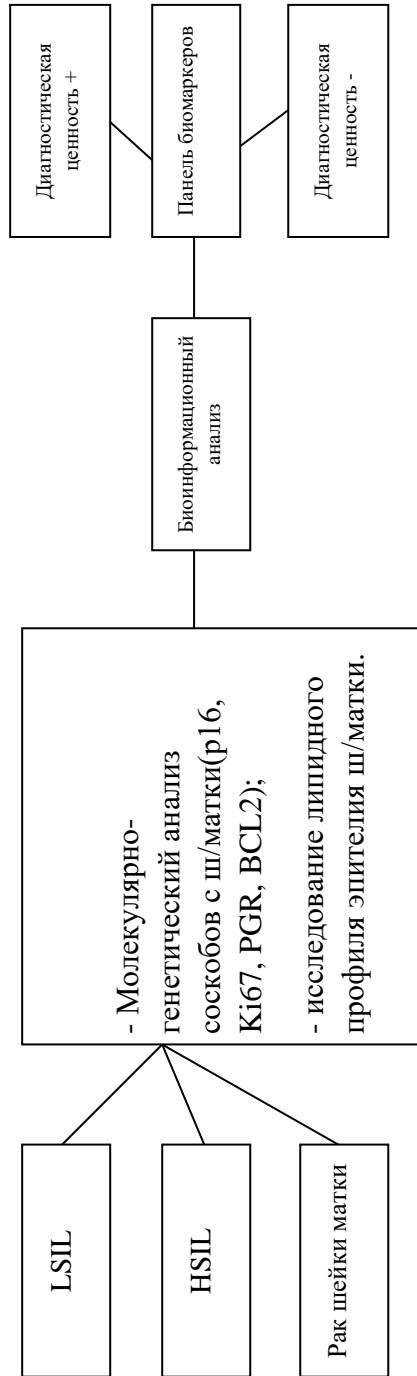 LSIL
HSIL
Рак шейки матки
- Молекулярно-
генетический анализ
соскобов с ш/матки(p16,
Ki67, PGR, BCL2);
- исследование липидного
профиля эпителия ш/матки.
Биоинформационный
анализ
Диагностическая
ценность +
Панель биомаркеров
Диагностическая
ценность -